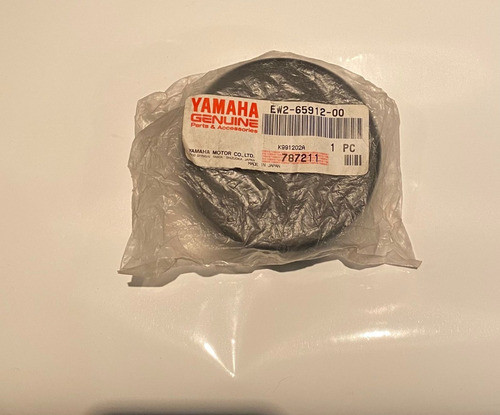 YAMAHA
GENUINE
Parts & Accessories
YAMAHA MOTOR CO., LTD.
EW2-65912-00
K991202A
1 PC
787211
MADE IN JAPAN